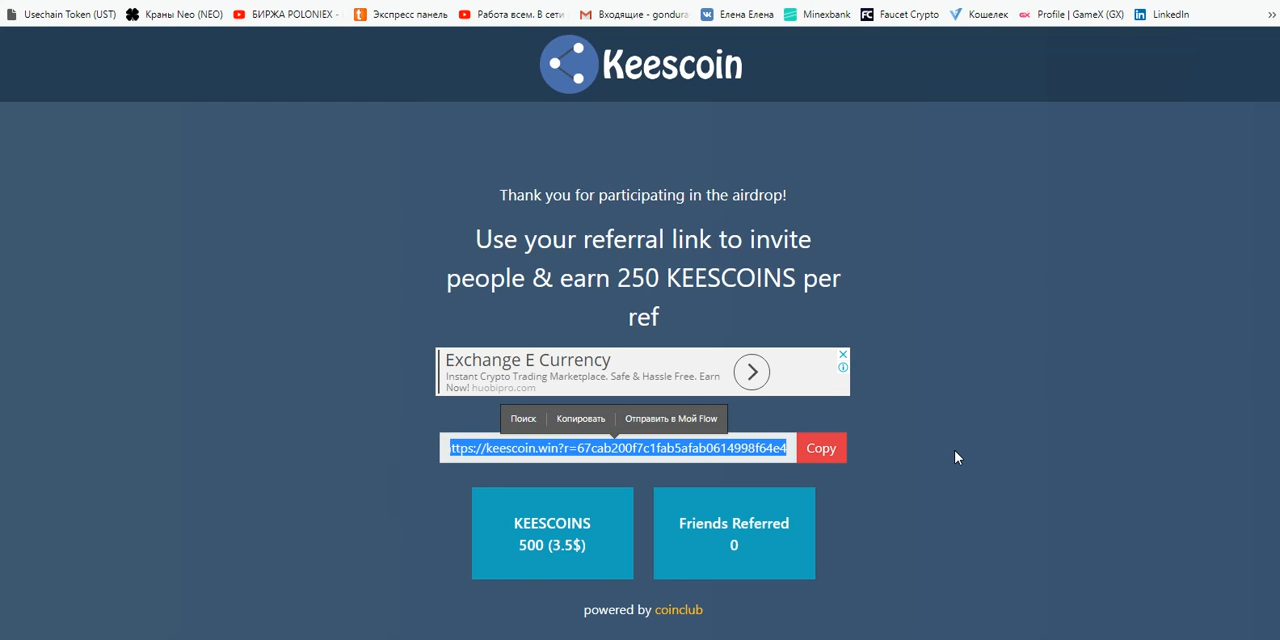 Usechain Token (UST) Краны Neo (NEO) БИРЖА POLONIEX - Экспресс панель Работа всем. В сети Входящие - gondura Елена Елена Minexbank FC Faucet Crypto Кошелек GX Profile | GameX (GX) in LinkedIn »
Keescoin
Thank you for participating in the airdrop!
Use your referral link to invite
people & earn 250 KEESCOINS per
ref
Exchange E Currency
Instant Crypto Trading Marketplace. Safe & Hassle Free. Earn
Now! huobipro.com
Поиск Копировать Отправить в Мой Flow
ttps://keescoin.win?r=67cab200f7c1fab5afab0614998f64e4 Copy
KEESCOINS
500 (3.5$)
Friends Referred
0
powered by coinclub